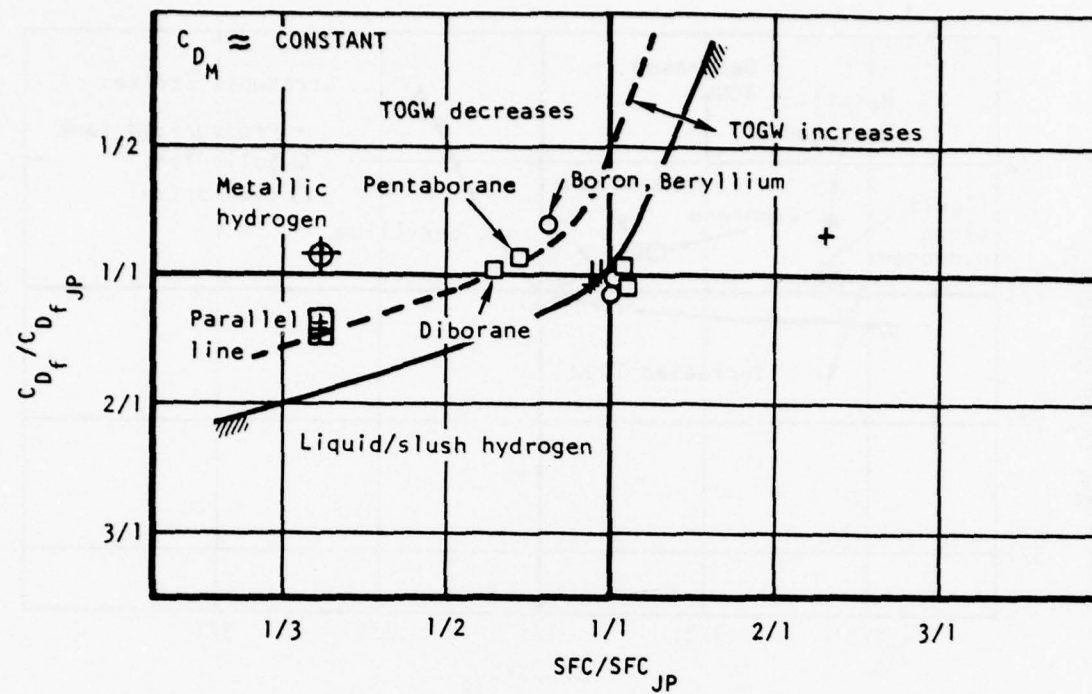 C_D_M ≈ CONSTANT
TOGW decreases
TOGW increases
1/2
Pentaborane
Boron, Beryllium
Metallic
hydrogen
1/1
C_D_f/C_D_f_JP
Parallel
line
Diborane
2/1
Liquid/slush hydrogen
3/1
1/3
1/2
1/1
2/1
3/1
SFC/SFC_JP